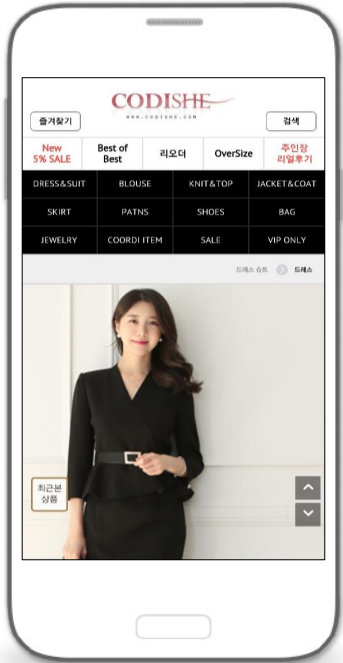 CODISHE
WWW.CODISHE.COM
즐겨찾기
검색
New
5% SALE
Best of
Best
리오더
OverSize
주인장
리얼후기
DRESS&SUIT BLOUSE KNIT&TOP JACKET&COAT
SKIRT PATNS SHOES BAG
JEWELRY COORDI ITEM SALE VIP ONLY
드레스 슈트 드레스
최근본
상품